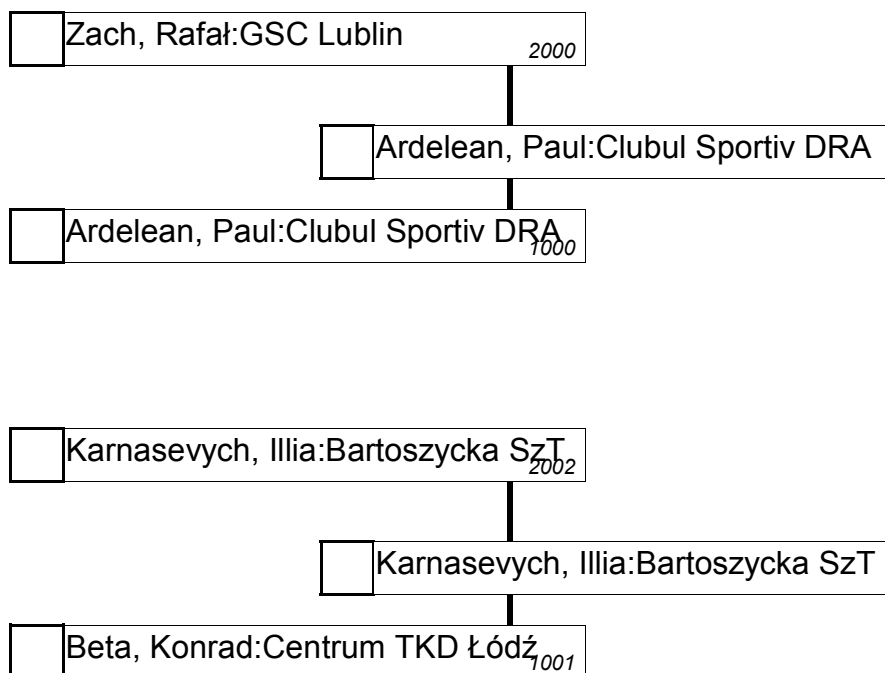 Zach, Rafał:GSC Lublin
2000
Ardelean, Paul:Clubul Sportiv DRA
Ardelean, Paul:Clubul Sportiv DRA
1000
Karnasevych, Illia:Bartoszycka SzT
2002
Karnasevych, Illia:Bartoszycka SzT
Beta, Konrad:Centrum TKD Łódź
1001